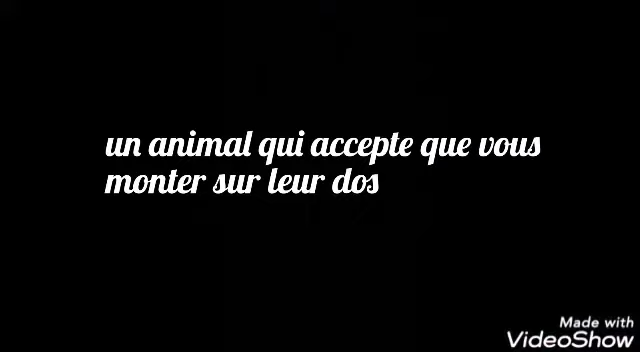 un animal qui accepte que vous
monter sur leur dos
Made with
VideoShow